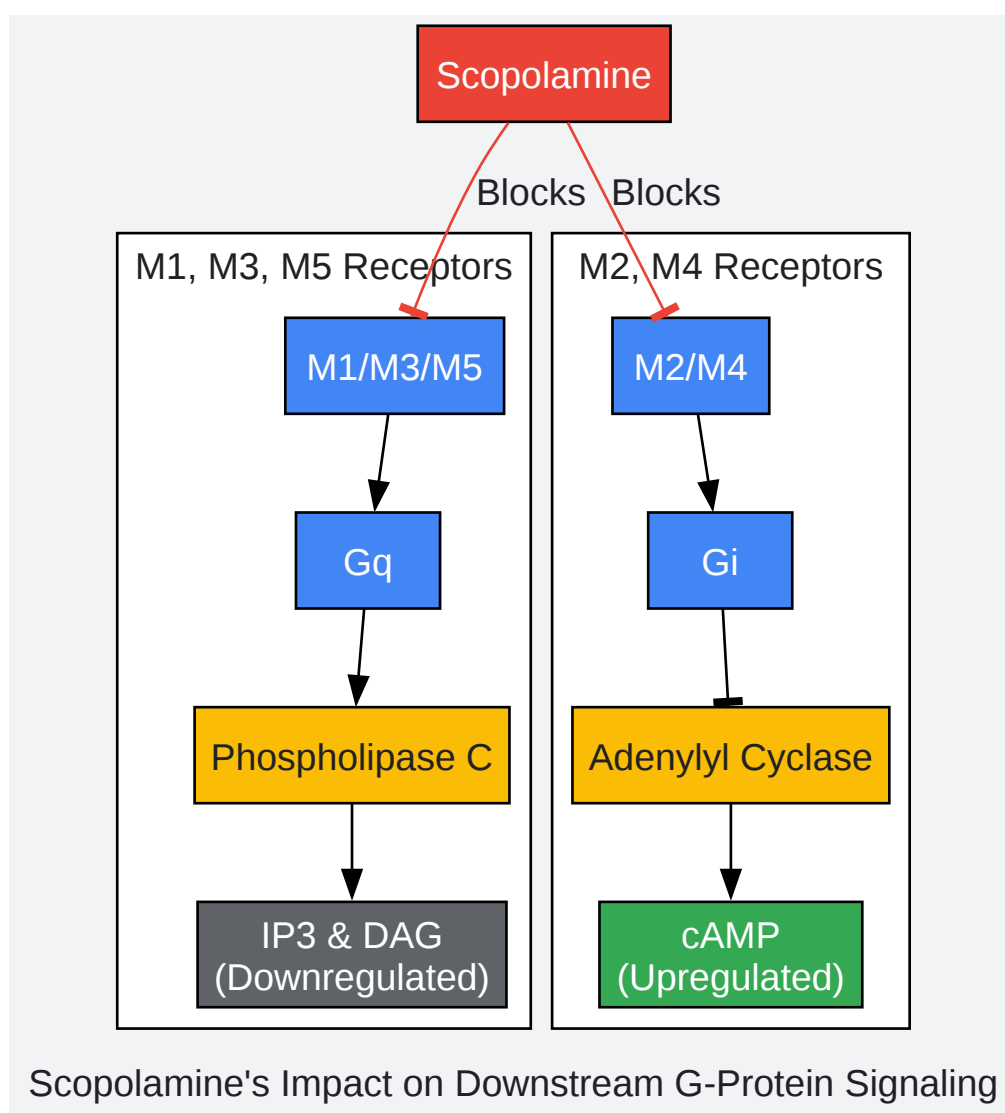 Scopolamine
Blocks Blocks
M1, M3, M5 Receptors
M1/M3/M5
Gq
Phospholipase C
IP3 & DAG
(Downregulated)
M2, M4 Receptors
M2/M4
Gi
Adenylyl Cyclase
cAMP
(Upregulated)
Scopolamine's Impact on Downstream G-Protein Signaling